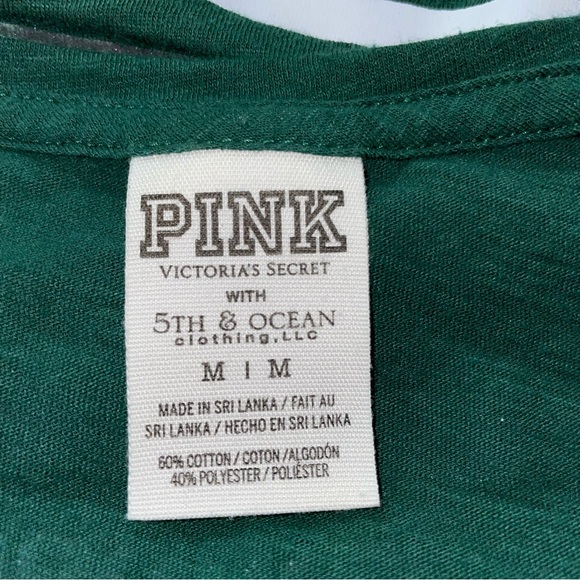 PINK
VICTORIA'S SECRET
WITH
5TH & OCEAN
clothing, LLC
M | M
MADE IN SRI LANKA / FAIT AU
SRI LANKA / HECHO EN SRI LANKA
60% COTTON / COTON / ALGODÓN
40% POLYESTER / POLIÉSTER